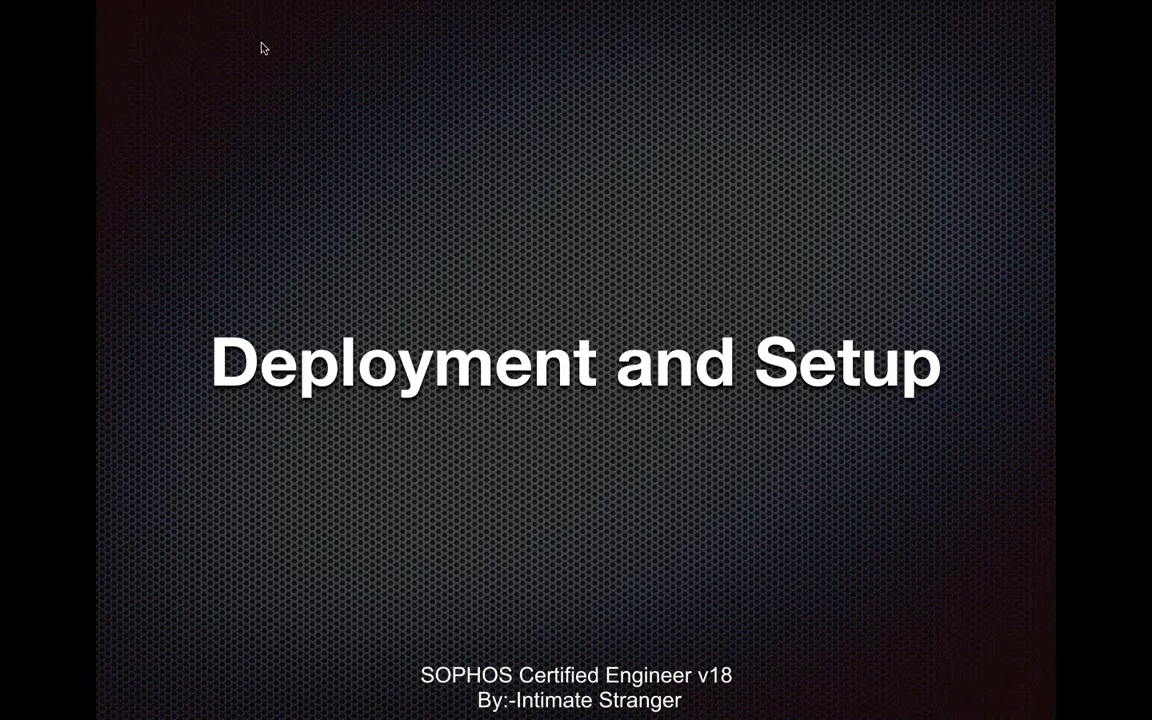 Deployment and Setup
SOPHOS Certified Engineer v18
By:-Intimate Stranger